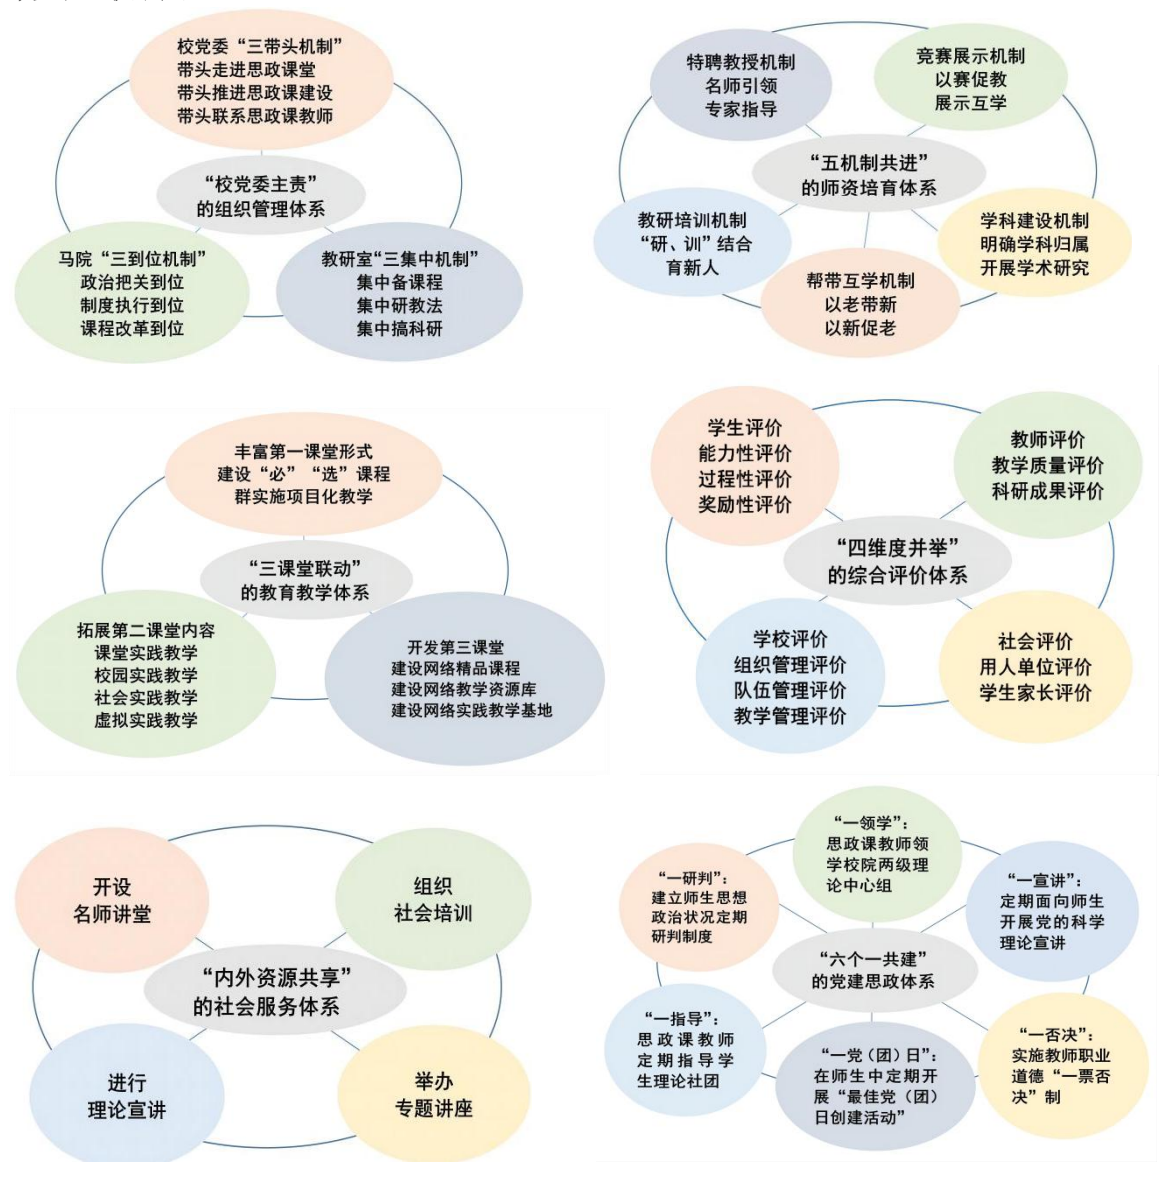 校党委“三带头机制”
带头走进思政课堂
带头推进思政课建设
带头联系思政课教师
“校党委主责”
的组织管理体系
马院“三到位机制”
政治把关到位
制度执行到位
课程改革到位
教研室“三集中机制”
集中备课程
集中研教法
集中搞科研
特聘教授机制
名师引领
专家指导
竞赛展示机制
以赛促教
展示互学
“五机制共进”
的师资培育体系
教研培训机制
“研、训”结合
育新人
学科建设机制
明确学科归属
开展学术研究
帮带互学机制
以老带新
以新促老
丰富第一课堂形式
建设“必”“选”课程
群实施项目化教学
“三课堂联动”
的教育教学体系
拓展第二课堂内容
课堂实践教学
校园实践教学
社会实践教学
虚拟实践教学
开发第三课堂
建设网络精品课程
建设网络教学资源库
建设网络实践教学基地
学生评价
能力性评价
过程性评价
奖励性评价
教师评价
教学质量评价
科研成果评价
“四维度并举”
的综合评价体系
学校评价
组织管理评价
队伍管理评价
教学管理评价
社会评价
用人单位评价
学生家长评价
开设
名师讲堂
组织
社会培训
“内外资源共享”
的社会服务体系
进行
理论宣讲
举办
专题讲座
“一领学”：
思政课教师领
学校院两级理
论中心组
“一研判”：
建立师生思想
政治状况定期
研判制度
“一宣讲”：
定期面向师生
开展党的科学
理论宣讲
“六个一共建”
的党建思政体系
“一指导”：
思政课教师
定期指导学
生理论社团
“一党（团）日”：
在师生中定期开
展“最佳党（团）
日创建活动”
“一否决”：
实施教师职业
道德“一票否
决”制